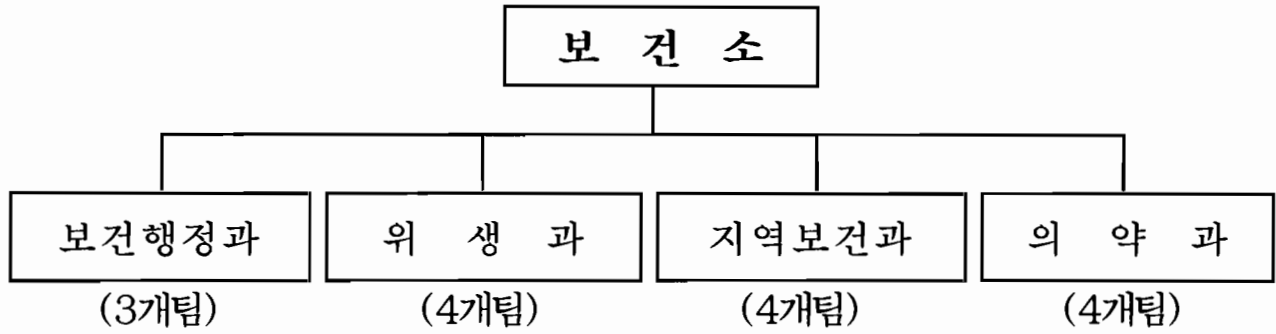 보 건 소
보건행정과 위 생 과 지역보건과 의 약 과
(3개팀) (4개팀) (4개팀) (4개팀)